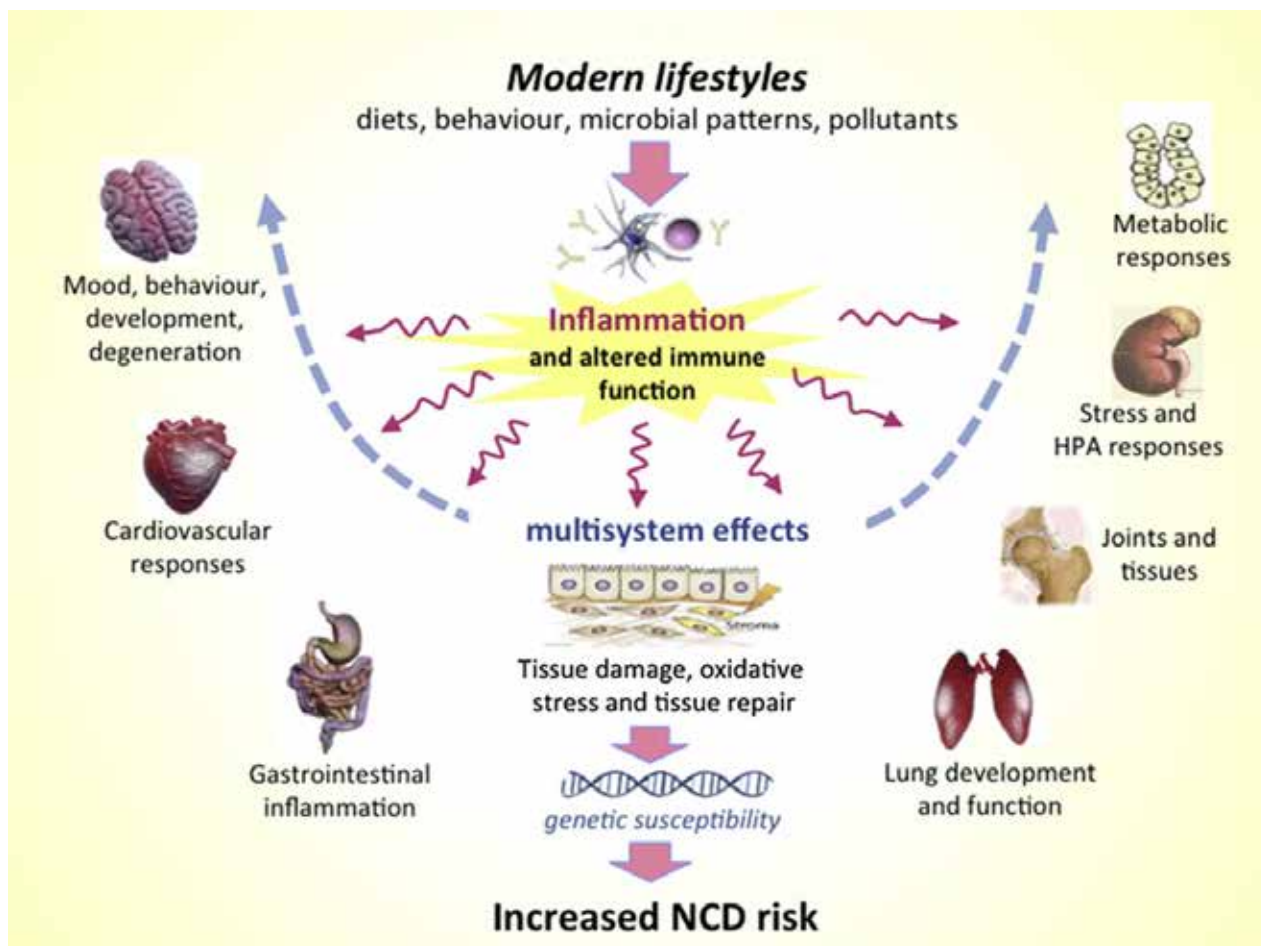 Modern lifestyles
diets, behaviour, microbial patterns, pollutants
Mood, behaviour,
development,
degeneration
Cardiovascular
responses
Gastrointestinal
inflammation
Inflammation
and altered immune
function
multisystem effects
Stroma
Tissue damage, oxidative
stress and tissue repair
genetic susceptibility
Increased NCD risk
Metabolic
responses
Stress and
HPA responses
Joints and
tissues
Lung development
and function